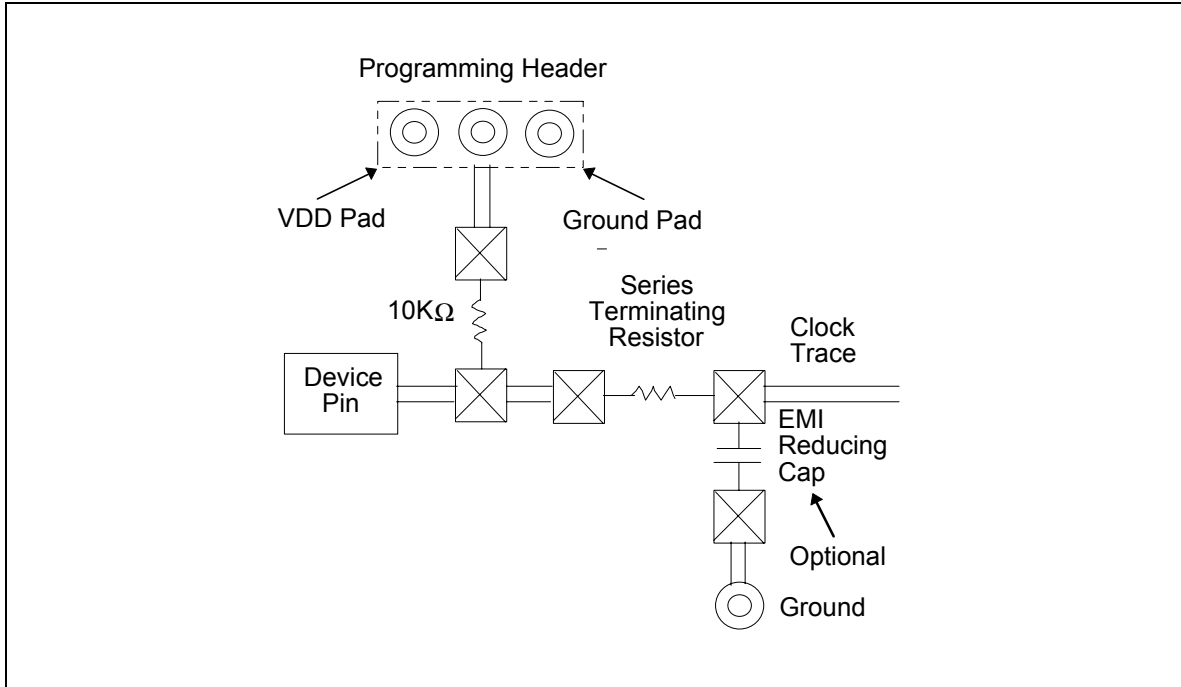 Programming Header
VDD Pad
Ground Pad
10KΩ
Series
Terminating
Resistor
Clock
Trace
Device
Pin
EMI
Reducing
Cap
Optional
Ground